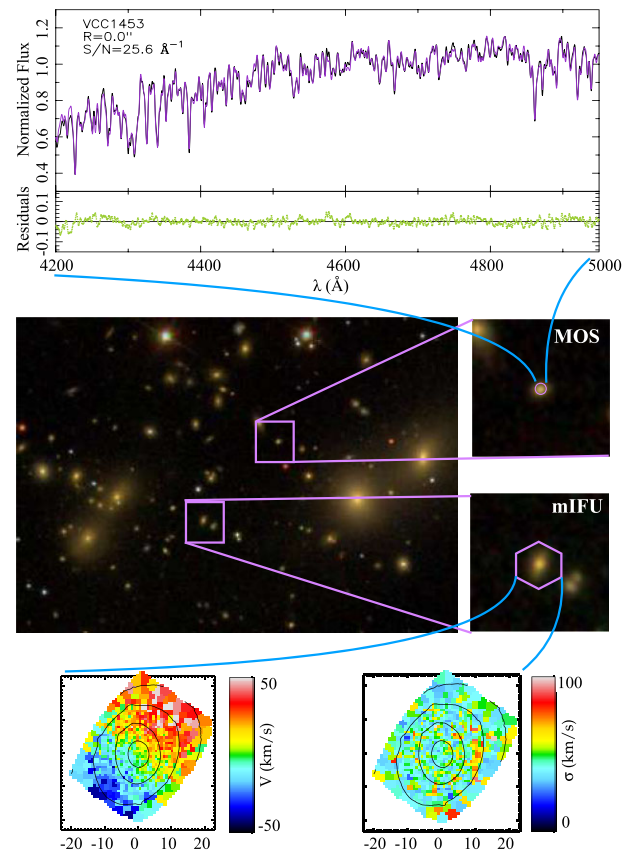 VCC1453
R=0.0"
S/N=25.6 Å⁻¹
Normalized Flux
1.2
1.0
0.8
0.6
0.4
Residuals
0.1
0
-0.1
4200
4400
4600
4800
5000
λ (Å)
MOS
mIFU
50
V (km/s)
-50
-20
-10
0
10
20
100
σ (km/s)
0
-20
-10
0
10
20